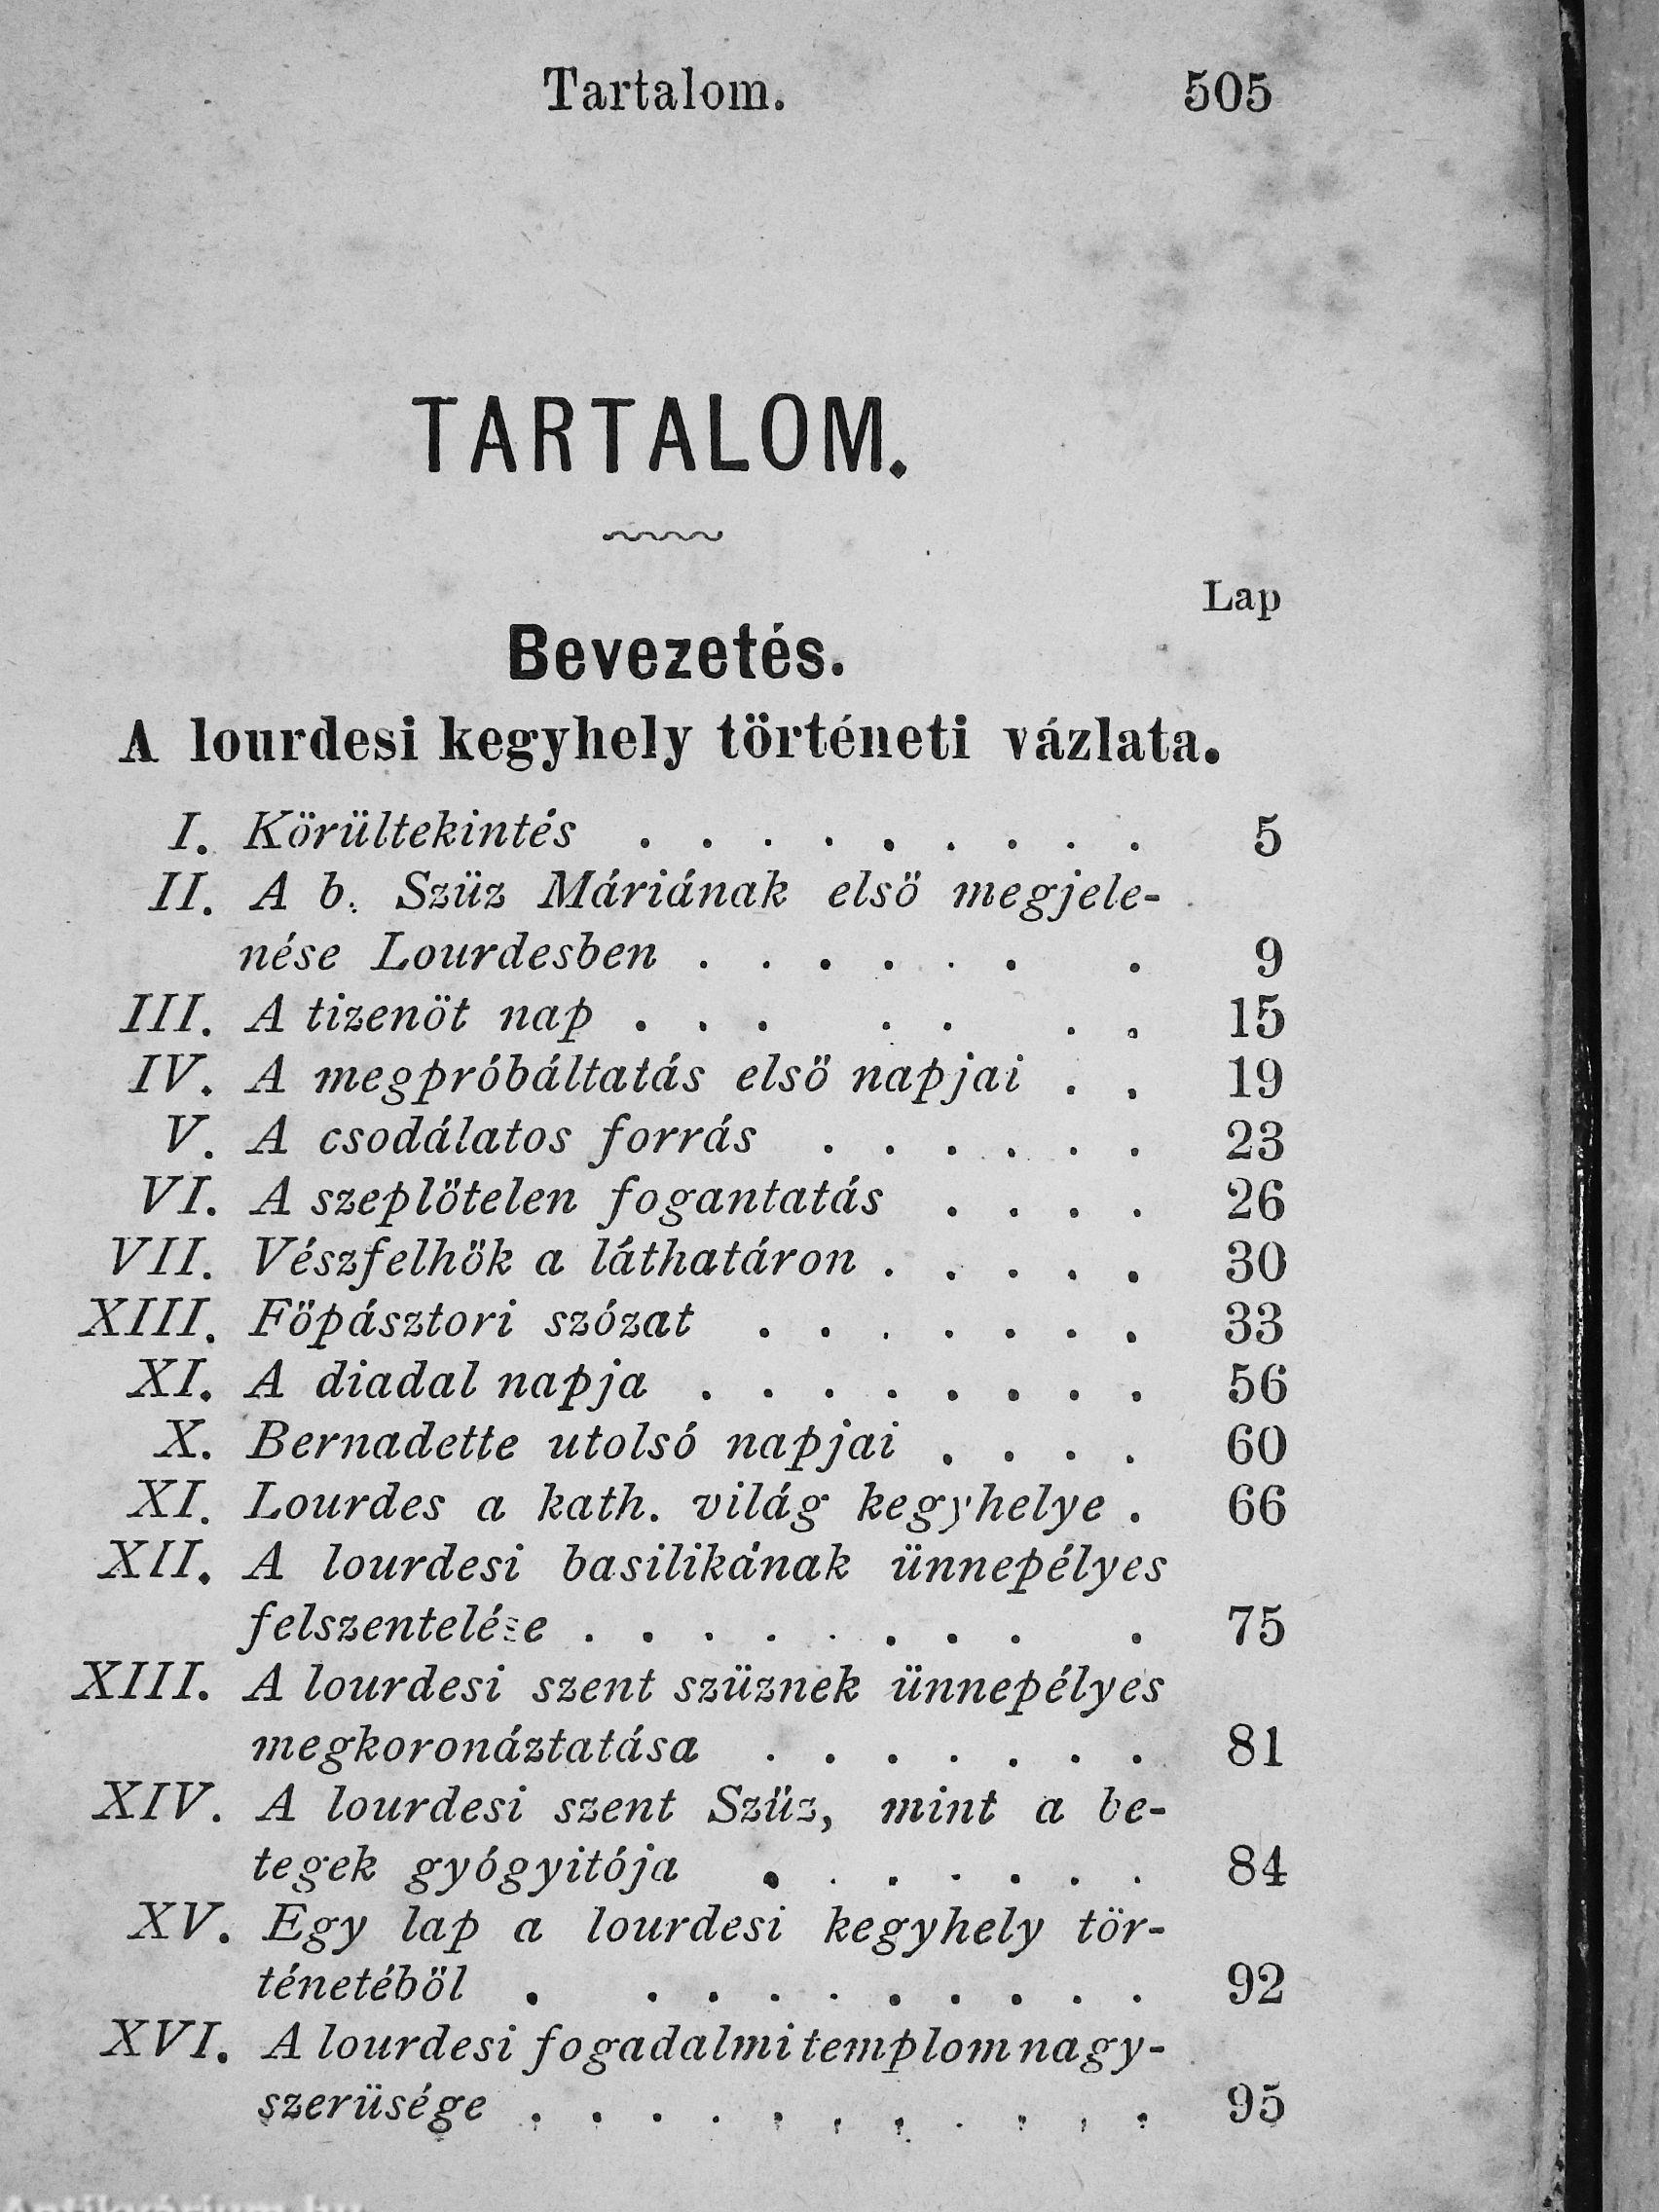 Tartalom. 505
TARTALOM.
Lap
Bevezetés.
A lourdesi kegyhely történeti vázlata.
I. Körültekintés . . . . . . . . . 5
II. A b. Szüz Máriának elsö megjele-
nése Lourdesben . . . . . . . 9
III. A tizenöt nap . . . . . . . 15
IV. A megpróbáltatás elsö napjai . . 19
V. A csodálatos forrás . . . . . . 23
VI. A szeplötelen fogantatás . . . . 26
VII. Vészfelhök a láthatáron . . . . . 30
XIII. Föpásztori szózat . . . . . . . 33
XI. A diadal napja . . . . . . . . 56
X. Bernadette utolsó napjai . . . . 60
XI. Lourdes a kath. világ kegyhelye . 66
XII. A lourdesi basilikának ünnepélyes
felszentelése . . . . . . . . . 75
XIII. A lourdesi szent szüznek ünnepélyes
megkoronáztatása . . . . . . . 81
XIV. A lourdesi szent Szüz, mint a be-
tegek gyógyitója . . . . . . . 84
XV. Egy lap a lourdesi kegyhely tör-
ténetéböl . . . . . . . . . . 92
XVI. A lourdesi fogadalmi templom nagy-
szerüsége . . . . . . . . . . . 95